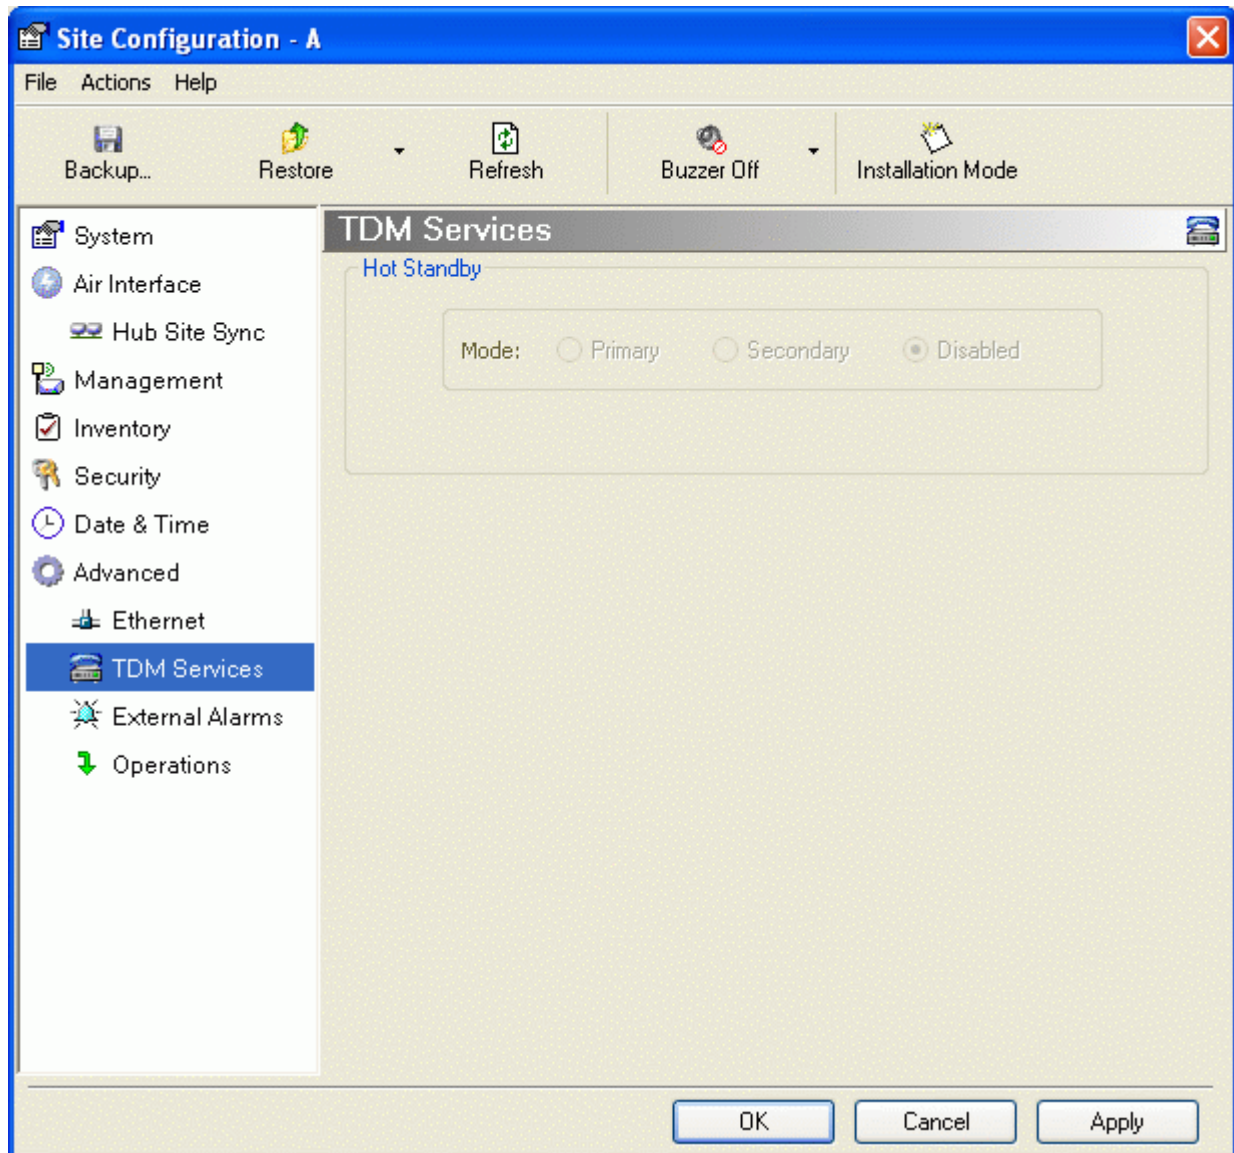 Site Configuration - A
File Actions Help
Backup... Restore Refresh Buzzer Off Installation Mode
System
Air Interface
Hub Site Sync
Management
Inventory
Security
Date & Time
Advanced
Ethernet
TDM Services
External Alarms
Operations
TDM Services
Hot Standby
Mode: Primary Secondary Disabled
OK Cancel Apply